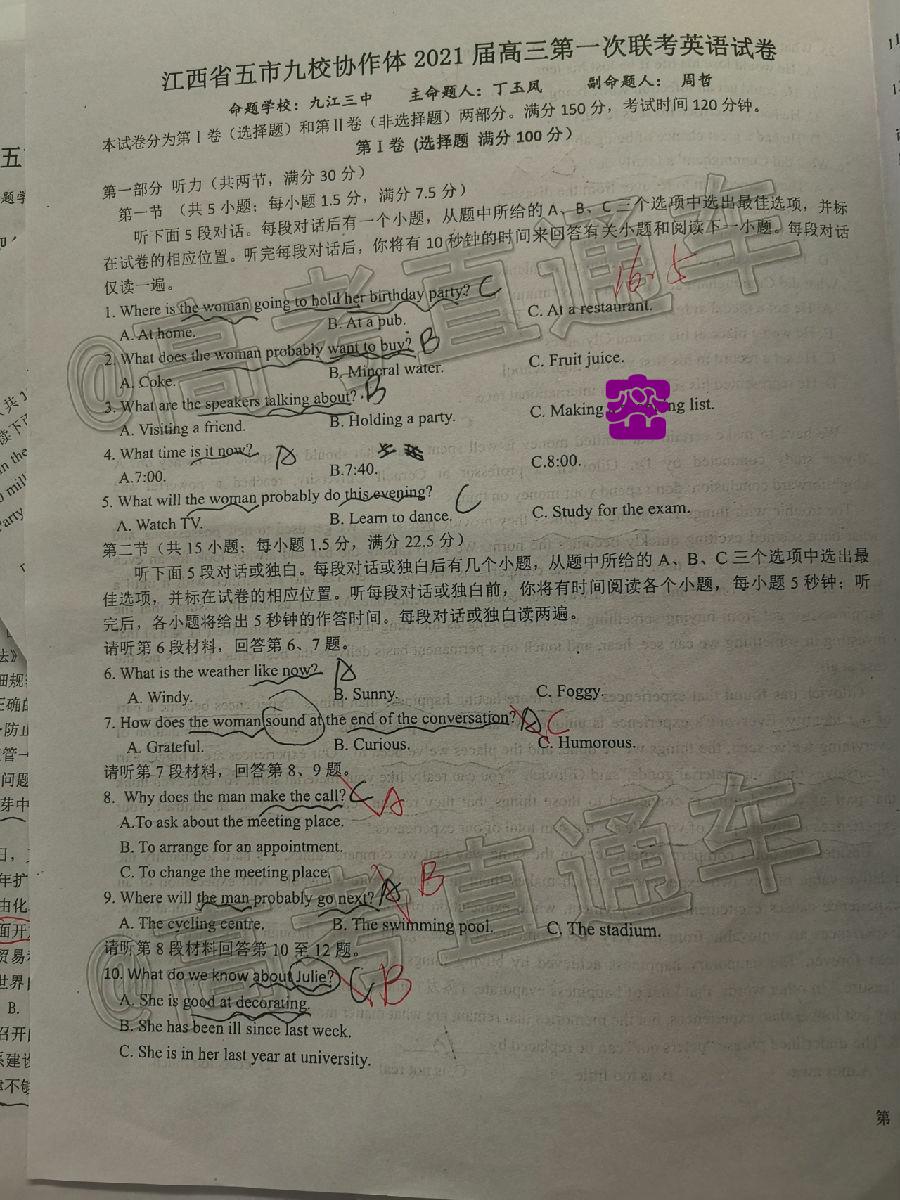 江西省五市九校协作体 2021 届高三第一次联考英语试卷
命题学校：九江三中 主命题人：丁玉凤 副命题人： 周哲
本试卷分为第Ⅰ卷（选择题）和第Ⅱ卷（非选择题）两部分。满分 150 分，考试时间 120 分钟。
第Ⅰ卷 (选择题 满分 100 分）
第一部分 听力（共两节，满分 30 分）
第一节 （共 5 小题；每小题 1.5 分，满分 7.5 分）
听下面 5 段对话。每段对话后有一个小题，从题中所给的 A、B、C 三个选项中选出最佳选项，并标
在试卷的相应位置。听完每段对话后，你将有 10 秒钟的时间来回答有关小题和阅读下一小题。每段对话
仅读一遍。
16.5
1. Where is the woman going to hold her birthday party? C
A. At home. B. At a pub. C. At a restaurant.
2. What does the woman probably want to buy? B
A. Coke. B. Mineral water. C. Fruit juice.
3. What are the speakers talking about? B
A. Visiting a friend. B. Holding a party. C. Making list.
4. What time is it now? A
A.7:00. B.7:40. C.8:00.
5. What will the woman probably do this evening? C
A. Watch TV. B. Learn to dance. C. Study for the exam.
第二节（共 15 小题；每小题 1.5 分，满分 22.5 分）
听下面 5 段对话或独白。每段对话或独白后有几个小题，从题中所给的 A、B、C 三个选项中选出最
佳选项，并标在试卷的相应位置。听每段对话或独白前，你将有时间阅读各个小题，每小题 5 秒钟；听
完后，各小题将给出 5 秒钟的作答时间。每段对话或独白读两遍。
请听第 6 段材料，回答第 6、7 题。
6. What is the weather like now? A
A. Windy. B. Sunny. C. Foggy.
7. How does the woman sound at the end of the conversation? A C
A. Grateful. B. Curious. C. Humorous.
请听第 7 段材料，回答第 8、9 题。
8. Why does the man make the call? C A
A.To ask about the meeting place.
B. To arrange for an appointment.
C. To change the meeting place.
9. Where will the man probably go next? A B
A. The cycling centre. B. The swimming pool. C, The stadium.
请听第 8 段材料回答第 10 至 12 题。
10. What do we know about Julie? C B
A. She is good at decorating.
B. She has been ill since last week.
C. She is in her last year at university.
第
@高考直通车
@高考直通车